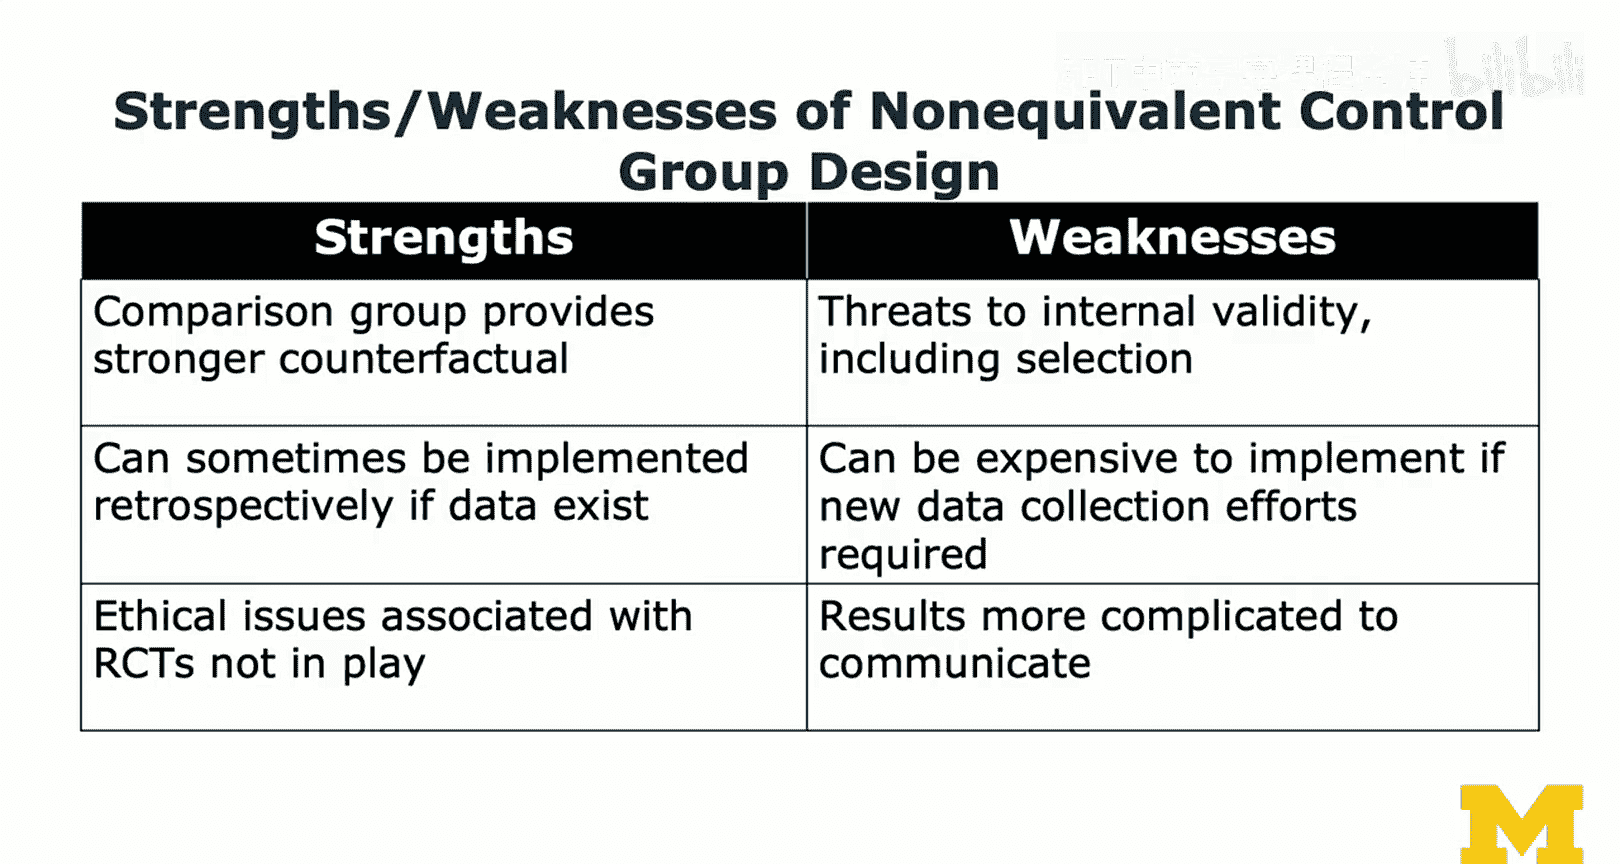 Strengths/Weaknesses of Nonequivalent Control
Group Design
Strengths
Weaknesses
Comparison group provides
stronger counterfactual
Threats to internal validity,
including selection
Can sometimes be implemented
retrospectively if data exist
Can be expensive to implement if
new data collection efforts
required
Ethical issues associated with
RCTs not in play
Results more complicated to
communicate
bilibili
M